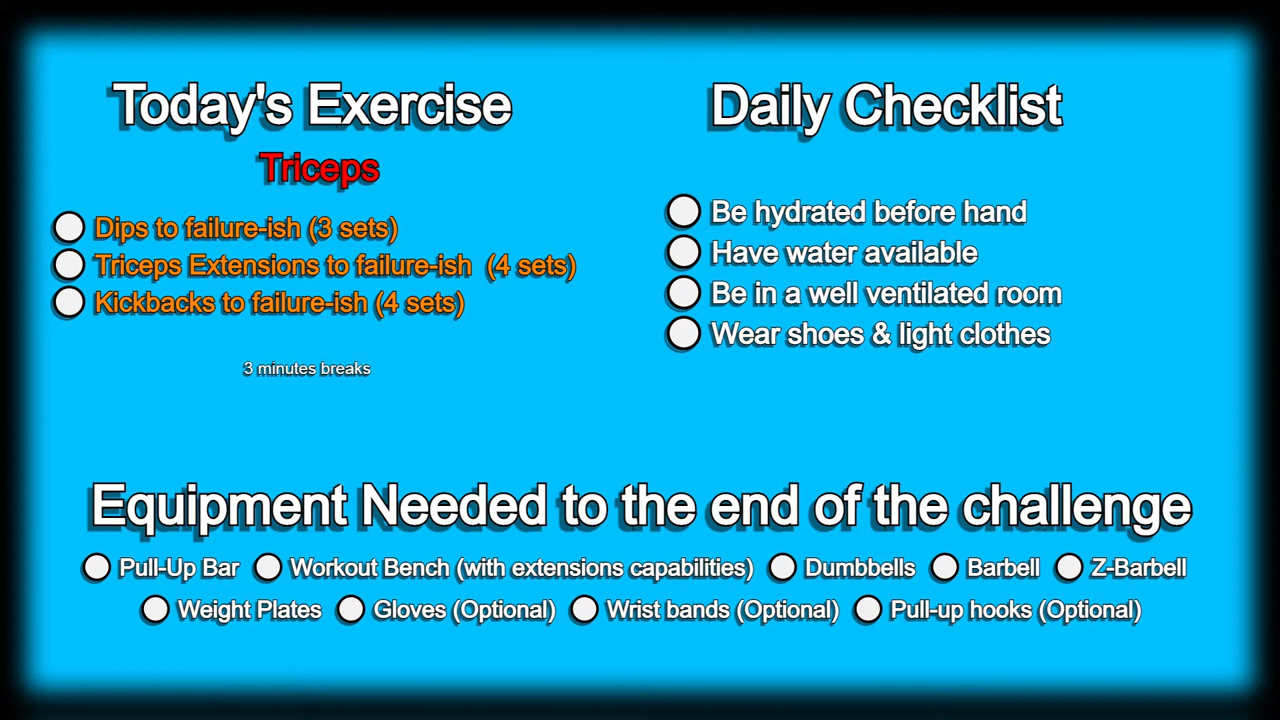 Today's Exercise
Triceps
Dips to failure-ish (3 sets)
Triceps Extensions to failure-ish (4 sets)
Kickbacks to failure-ish (4 sets)
3 minutes breaks
Daily Checklist
Be hydrated before hand
Have water available
Be in a well ventilated room
Wear shoes & light clothes
Equipment Needed to the end of the challenge
Pull-Up Bar Workout Bench (with extensions capabilities) Dumbbells Barbell Z-Barbell
Weight Plates Gloves (Optional) Wrist bands (Optional) Pull-up hooks (Optional)